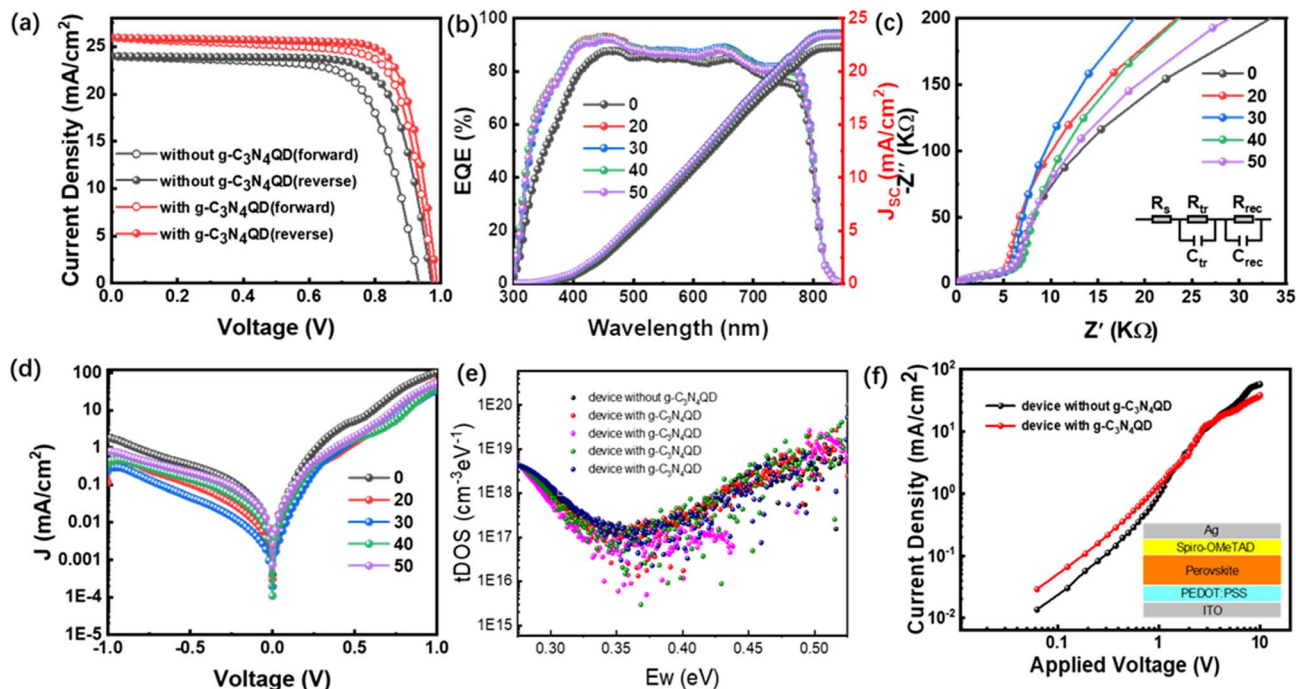 (a)
Current Density (mA/cm²)
25
20
15
10
5
0
without g-C₃N₄QD(forward)
without g-C₃N₄QD(reverse)
with g-C₃N₄QD(forward)
with g-C₃N₄QD(reverse)
0.0 0.2 0.4 0.6 0.8 1.0
Voltage (V)
(b)
EQE (%)
100
80
60
40
20
0
0
20
30
40
50
25
20
15
10
5
0
J_SC (mA/cm²)
300 400 500 600 700 800
Wavelength (nm)
(c)
-Z″ (KΩ)
200
150
100
50
0
0
20
30
40
50
R_s R_tr R_rec
C_tr C_rec
0 5 10 15 20 25 30 35
Z′ (KΩ)
(d)
J (mA/cm²)
100
10
1
0.1
0.01
0.001
1E-4
1E-5
0
20
30
40
50
-1.0 -0.5 0.0 0.5 1.0
Voltage (V)
(e)
tDOS (cm⁻³eV⁻¹)
1E20
1E19
1E18
1E17
1E16
1E15
device without g-C₃N₄QD
device with g-C₃N₄QD
device with g-C₃N₄QD
device with g-C₃N₄QD
device with g-C₃N₄QD
0.30 0.35 0.40 0.45 0.50
Ew (eV)
(f)
Current Density (mA/cm²)
10²
10¹
10⁰
10⁻¹
10⁻²
device without g-C₃N₄QD
device with g-C₃N₄QD
Ag
Spiro-OMeTAD
Perovskite
PEDOT:PSS
ITO
0.1 1 10
Applied Voltage (V)